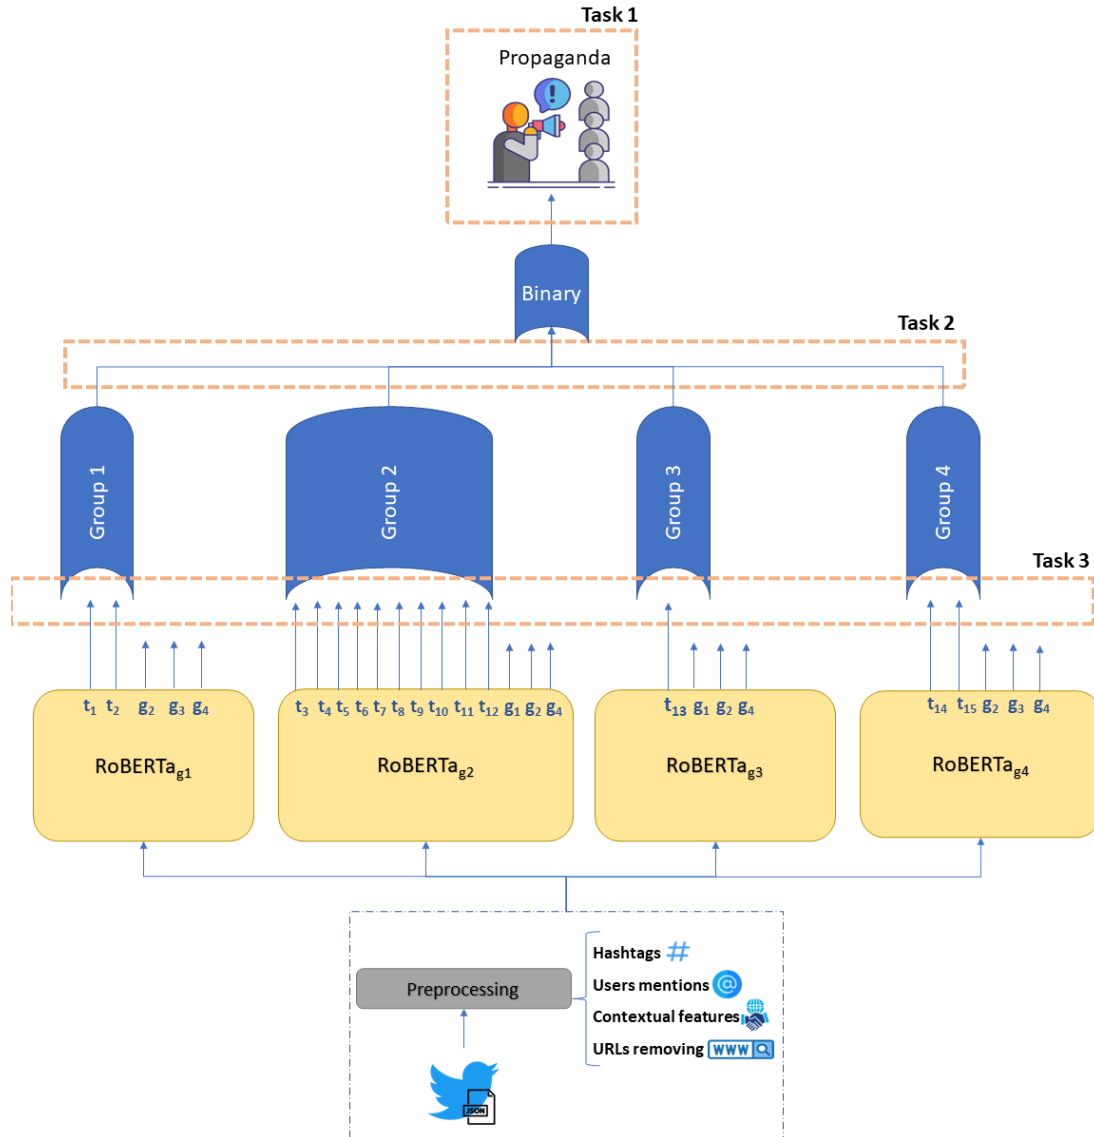 Task 1
Propaganda
Binary
Task 2
Group 1
Group 2
Group 3
Group 4
Task 3
t1 t2 g2 g3 g4
t3 t4 t5 t6 t7 t8 t9 t10 t11 t12 g1 g2 g4
t13 g1 g2 g4
t14 t15 g2 g3 g4
RoBERTag1
RoBERTag2
RoBERTag3
RoBERTag4
Preprocessing
Hashtags #
Users mentions @
Contextual features
URLs removing WWW
JSON